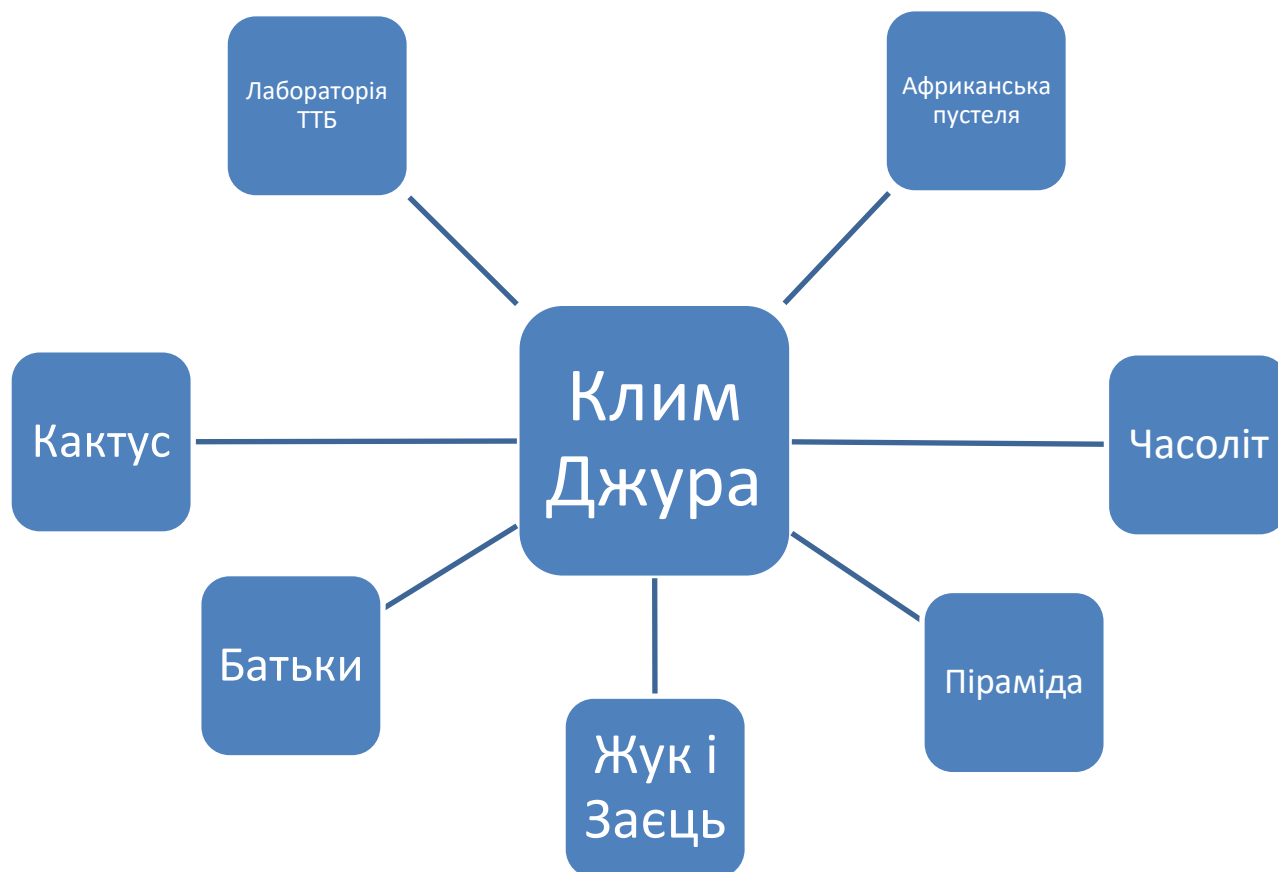 Лабораторія
ТТБ
Африканська
пустеля
Клим
Джура
Кактус
Часоліт
Батьки
Піраміда
Жук і
Заєць